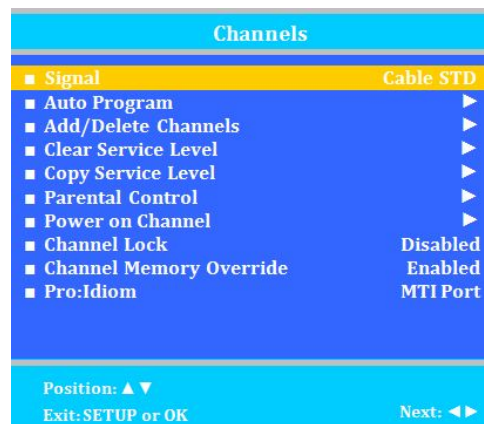 Channels
■ Signal Cable STD
■ Auto Program ▶
■ Add/Delete Channels ▶
■ Clear Service Level ▶
■ Copy Service Level ▶
■ Parental Control ▶
■ Power on Channel ▶
■ Channel Lock Disabled
■ Channel Memory Override Enabled
■ Pro:Idiom MTI Port
Position: ▲▼
Exit: SETUP or OK Next: ◀▶